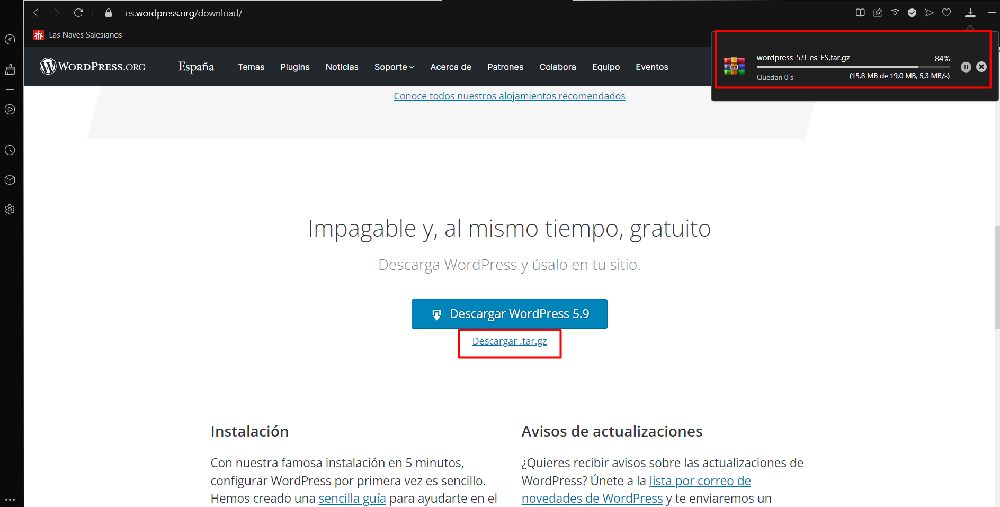 es.wordpress.org/download/
Las Naves Salesianos
WORDPRESS.ORG
España
Temas
Plugins
Noticias
Soporte
Acerca de
Patrones
Colabora
Equipo
Eventos
wordpress-5.9-es_ES.tar.gz
84%
Quedan 0 s
(15,8 MB de 19,0 MB, 5,3 MB/s)
Conoce todos nuestros alojamientos recomendados
Impagable y, al mismo tiempo, gratuito
Descarga WordPress y úsalo en tu sitio.
Descargar WordPress 5.9
Descargar .tar.gz
Instalación
Con nuestra famosa instalación en 5 minutos,
configurar WordPress por primera vez es sencillo.
Hemos creado una sencilla guía para ayudarte en el
Avisos de actualizaciones
¿Quieres recibir avisos sobre las actualizaciones de
WordPress? Únete a la lista por correo de
novedades de WordPress y te enviaremos un